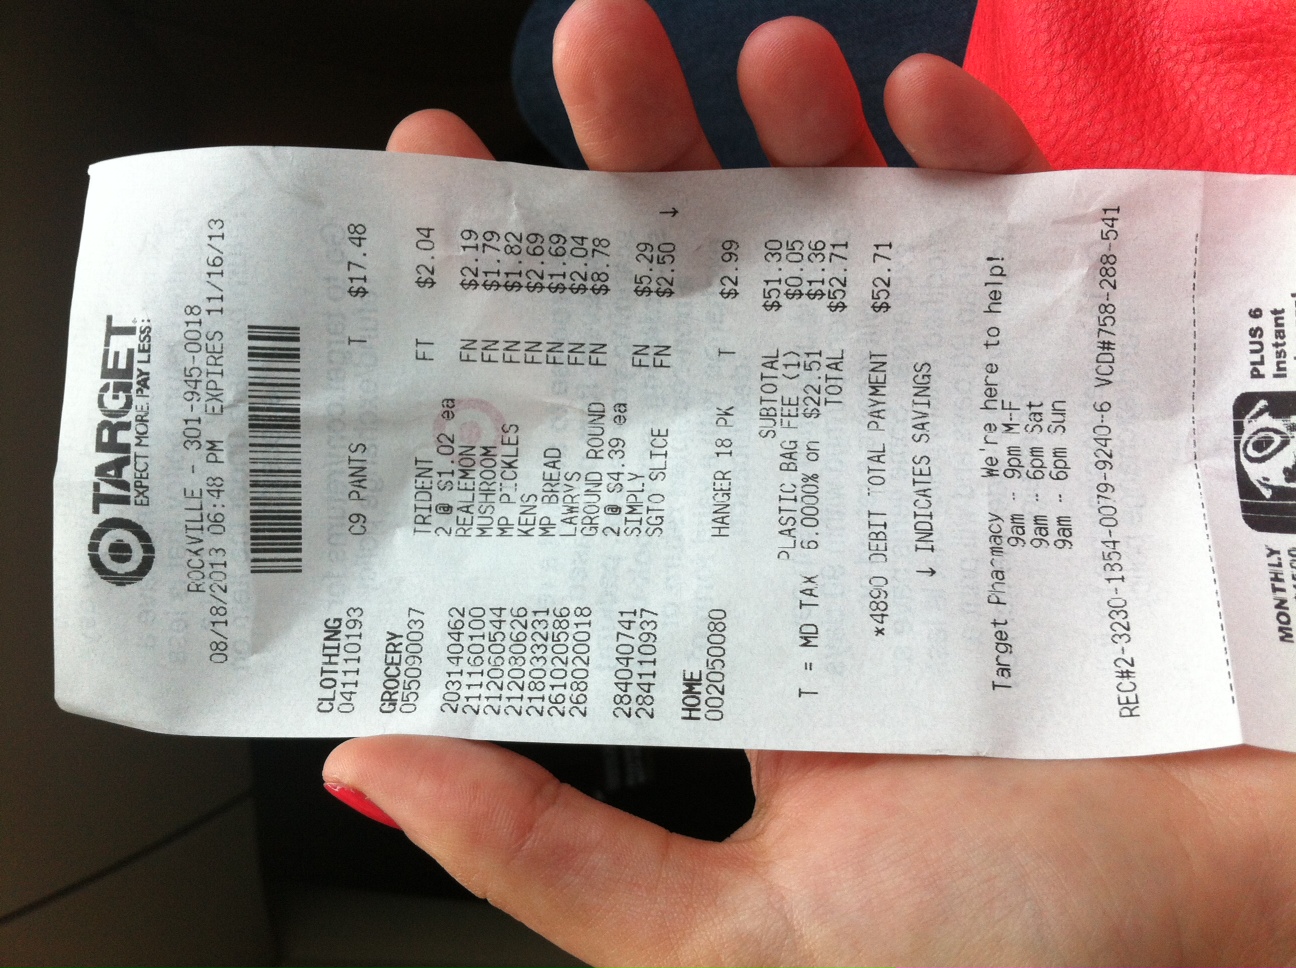 TARGET
EXPECT MORE. PAY LESS.
ROCKVILLE - 301-945-0018
08/18/2013 06:48 PM EXPIRES 11/16/13
CLOTHING
041110193 C9 PANTS T $17.48
GROCERY
055090037 TRIDENT FT $2.04
2 @ $1.02 ea
203140462 REALEMON FN $2.19
211160100 MUSHROOM FN $1.79
212060544 MP PICKLES FN $1.82
212030626 KENS FN $2.69
218033231 MP BREAD FN $1.69
261020586 LAWRYS FN $2.04
268020018 GROUND ROUND FN $8.78
2 @ $4.39 ea
284040741 SIMPLY FN $5.29
284110937 SGTO SLICE FN $2.50 ↓
HOME
002050080 HANGER 18 PK T $2.99
SUBTOTAL $51.30
PLASTIC BAG FEE (1) $0.05
T = MD TAX 6.0000% on $22.51 $1.36
TOTAL $52.71
*4890 DEBIT TOTAL PAYMENT $52.71
↓ INDICATES SAVINGS
Target Pharmacy We're here to help!
9am - 9pm M-F
9am - 6pm Sat
9am - 6pm Sun
REC#2-3230-1354-0079-9240-6 VCD#758-288-541
MONTHLY PLUS 6
Instant